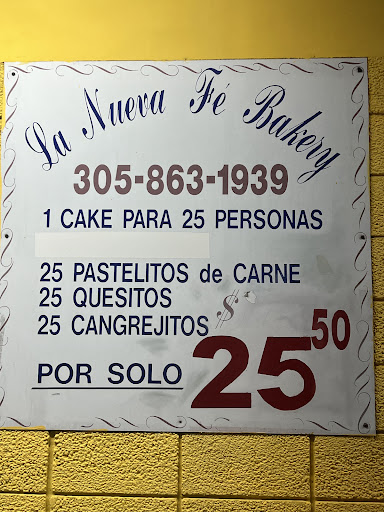 La Nueva Fé Bakery
305-863-1939
1 CAKE PARA 25 PERSONAS
25 PASTELITOS de CARNE
25 QUESITOS
25 CANGREJITOS
POR SOLO $25 50